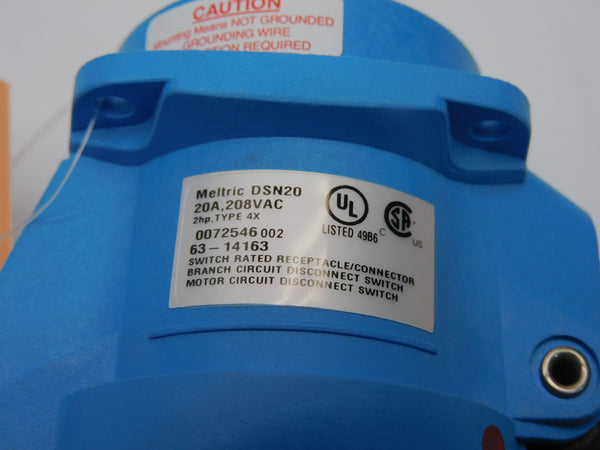 CAUTION
Mounting Means NOT GROUNDED
GROUNDING WIRE
REQUIRED
Meltric DSN20
20A,208VAC
2hp,TYPE 4X
0072546 002
63-14163
SWITCH RATED RECEPTACLE/CONNECTOR
BRANCH CIRCUIT DISCONNECT SWITCH
MOTOR CIRCUIT DISCONNECT SWITCH
UL
LISTED 49B6
C SA US